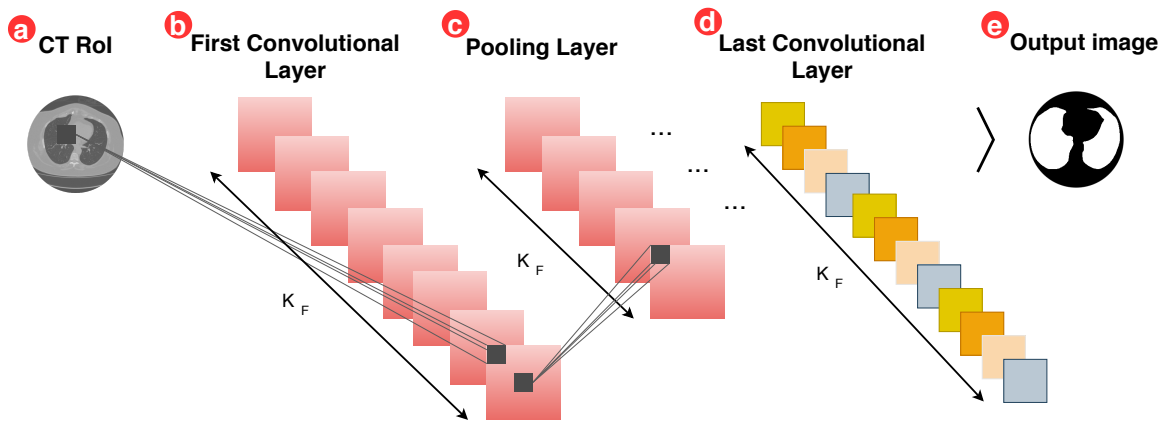 a
CT RoI
b
First Convolutional
Layer
c
Pooling Layer
d
Last Convolutional
Layer
e
Output image
...
...
...
K F
K F
K F